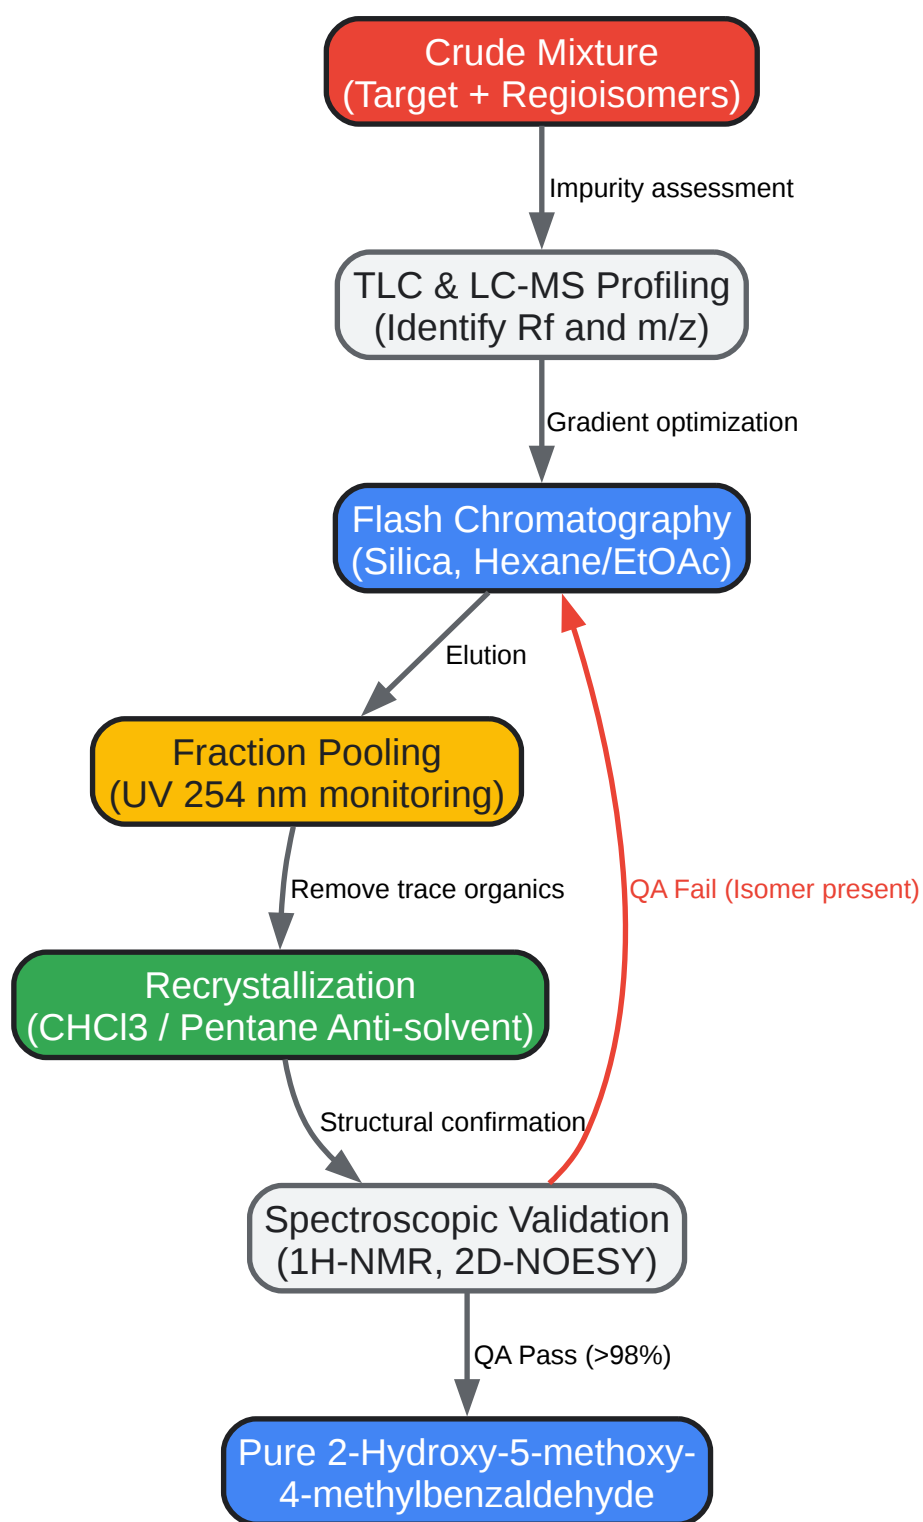 Crude Mixture
(Target + Regioisomers)
Impurity assessment
TLC & LC-MS Profiling
(Identify Rf and m/z)
Gradient optimization
Flash Chromatography
(Silica, Hexane/EtOAc)
Elution
Fraction Pooling
(UV 254 nm monitoring)
Remove trace organics
QA Fail (Isomer present)
Recrystallization
(CHCl3 / Pentane Anti-solvent)
Structural confirmation
Spectroscopic Validation
(1H-NMR, 2D-NOESY)
QA Pass (>98%)
Pure 2-Hydroxy-5-methoxy-
4-methylbenzaldehyde